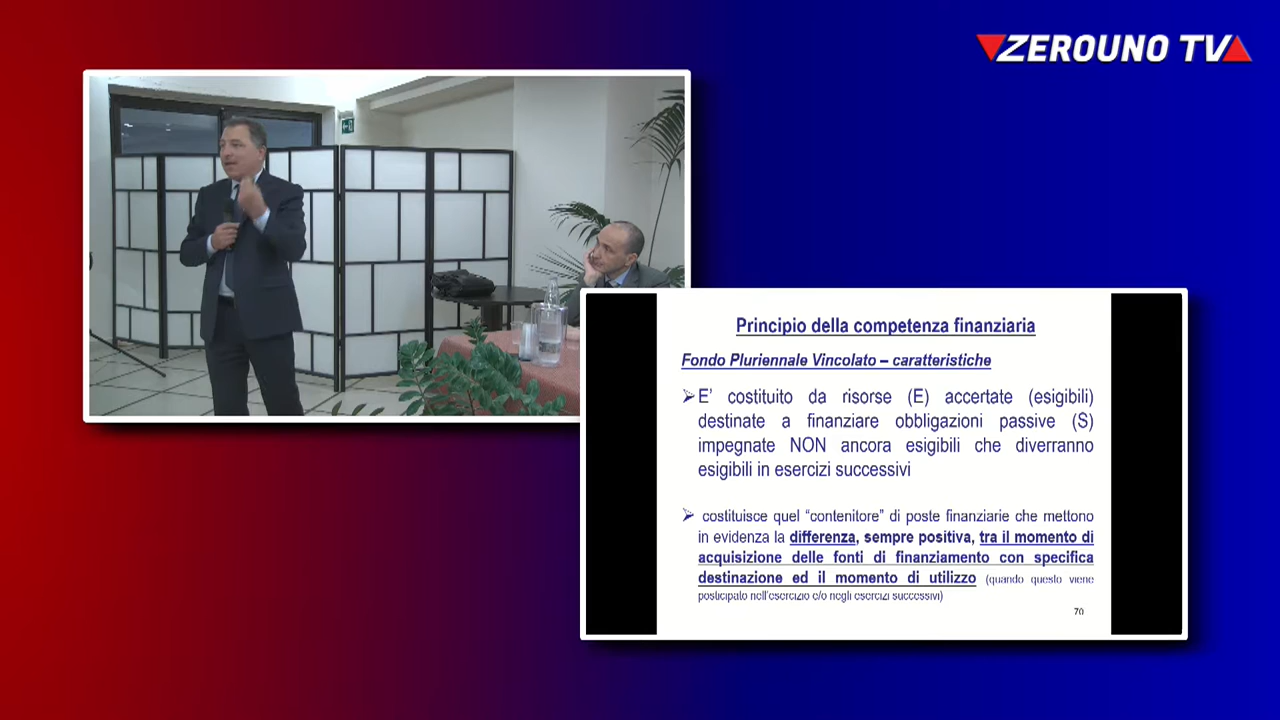 ZEROUNO TV
Principio della competenza finanziaria
Fondo Pluriennale Vincolato – caratteristiche
E' costituito da risorse (E) accertate (esigibili)
destinate a finanziare obbligazioni passive (S)
impegnate NON ancora esigibili che diverranno
esigibili in esercizi successivi
costituisce quel “contenitore” di poste finanziarie che mettono
in evidenza la differenza, sempre positiva, tra il momento di
acquisizione delle fonti di finanziamento con specifica
destinazione ed il momento di utilizzo (quando questo viene
posticipato nell'esercizio e/o negli esercizi successivi)
70